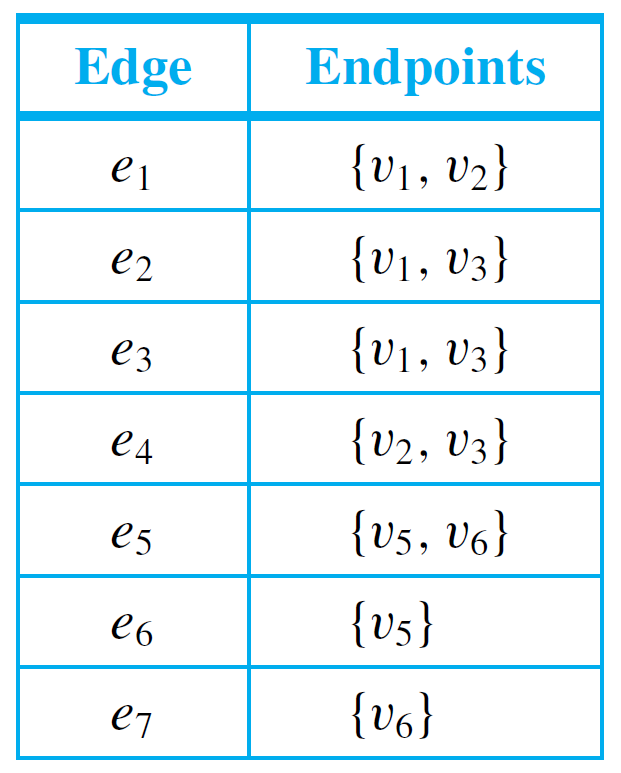 Edge Endpoints
e₁ {v₁, v₂}
e₂ {v₁, v₃}
e₃ {v₁, v₃}
e₄ {v₂, v₃}
e₅ {v₅, v₆}
e₆ {v₅}
e₇ {v₆}